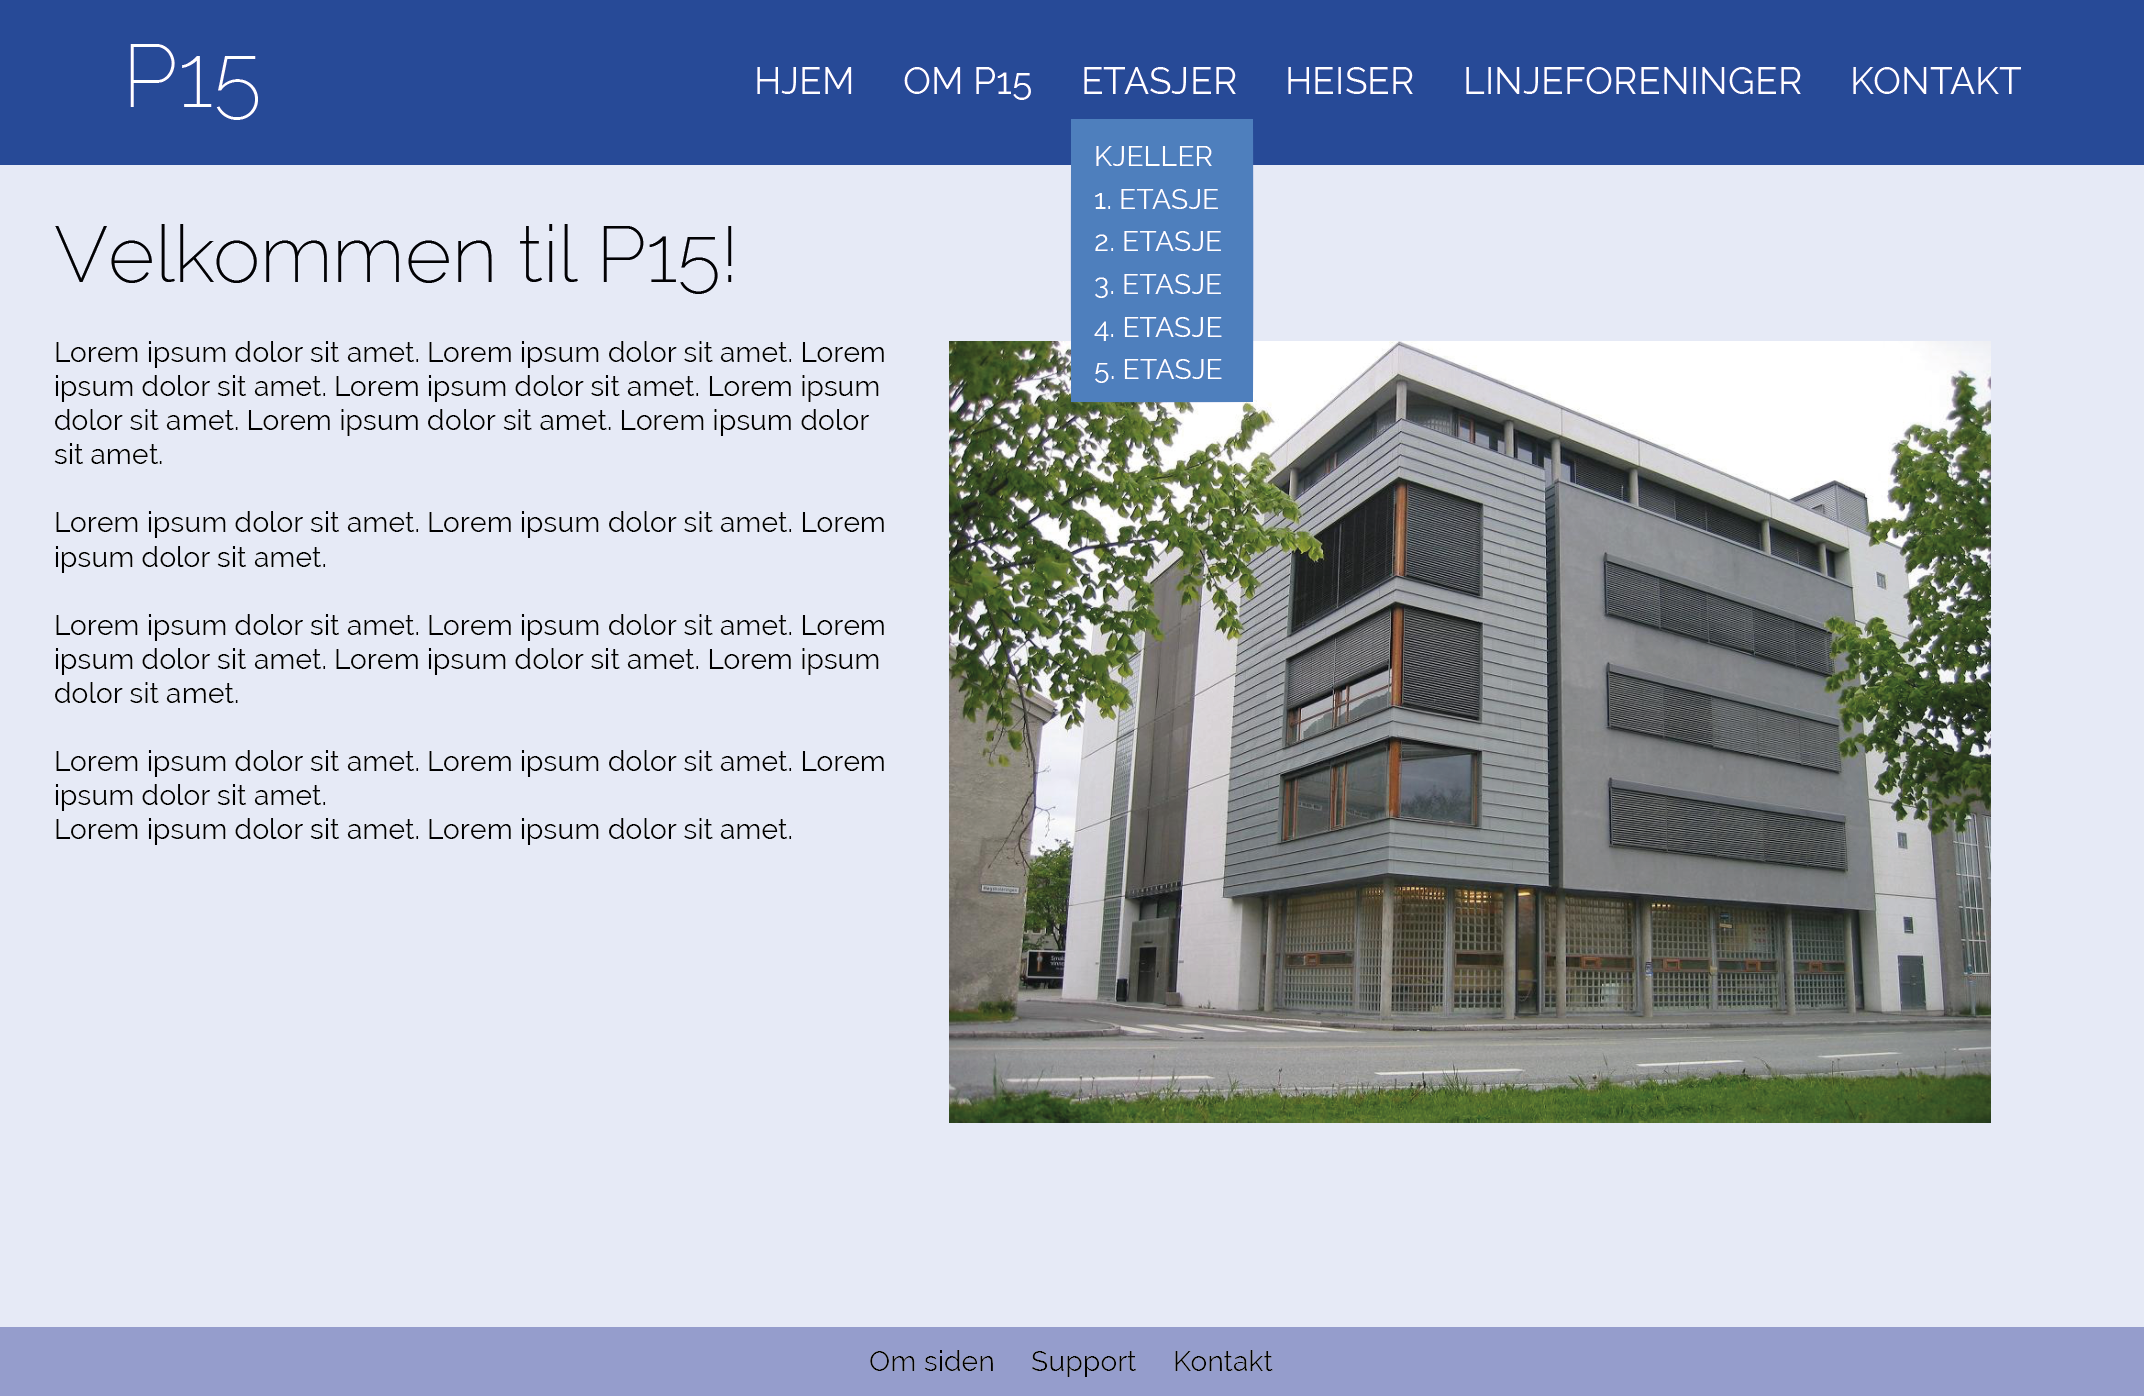 P15
HJEM OM P15 ETASJER HEISER LINJEFORENINGER KONTAKT
KJELLER
1. ETASJE
2. ETASJE
3. ETASJE
4. ETASJE
5. ETASJE
Velkommen til P15!
Lorem ipsum dolor sit amet. Lorem ipsum dolor sit amet. Lorem
ipsum dolor sit amet. Lorem ipsum dolor sit amet. Lorem ipsum
dolor sit amet. Lorem ipsum dolor sit amet. Lorem ipsum dolor
sit amet.
Lorem ipsum dolor sit amet. Lorem ipsum dolor sit amet. Lorem
ipsum dolor sit amet.
Lorem ipsum dolor sit amet. Lorem ipsum dolor sit amet. Lorem
ipsum dolor sit amet. Lorem ipsum dolor sit amet. Lorem ipsum
dolor sit amet.
Lorem ipsum dolor sit amet. Lorem ipsum dolor sit amet. Lorem
ipsum dolor sit amet.
Lorem ipsum dolor sit amet. Lorem ipsum dolor sit amet.
Om siden Support Kontakt